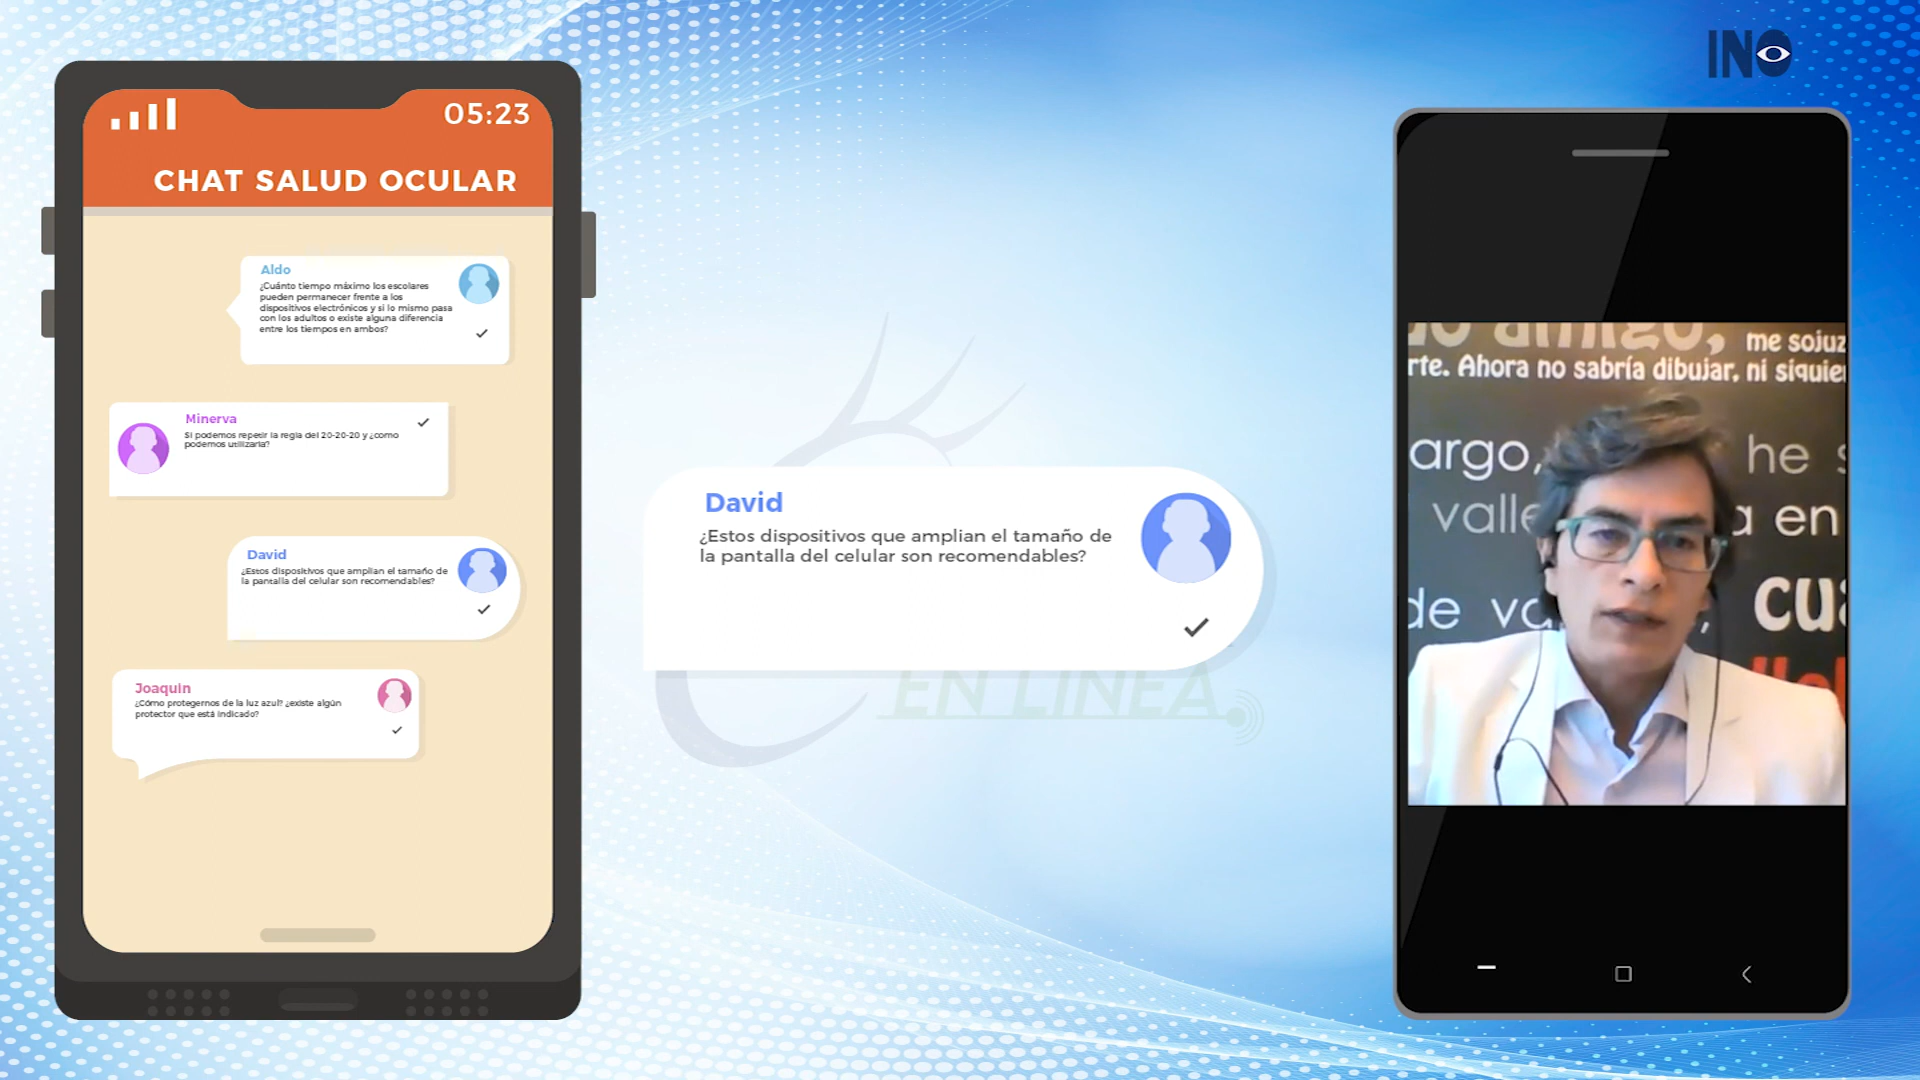 05:23
CHAT SALUD OCULAR
Aldo
¿Cuánto tiempo máximo los escolares
pueden permanecer frente a los
dispositivos electrónicos y si lo mismo pasa
con los adultos o existe alguna diferencia
entre los tiempos en ambos?
Minerva
Si podemos repetir la regla del 20-20-20 y ¿como
podemos utilizarla?
David
¿Estos dispositivos que amplian el tamaño de
la pantalla del celular son recomendables?
Joaquin
¿Cómo protegernos de la luz azul? ¿existe algún
protector que está indicado?
David
¿Estos dispositivos que amplian el tamaño de
la pantalla del celular son recomendables?
EN LINEA
INO
amigo, me sojuz
rte. Ahora no sabría dibujar, ni siquie
argo, he s
valle a en
de va , cua